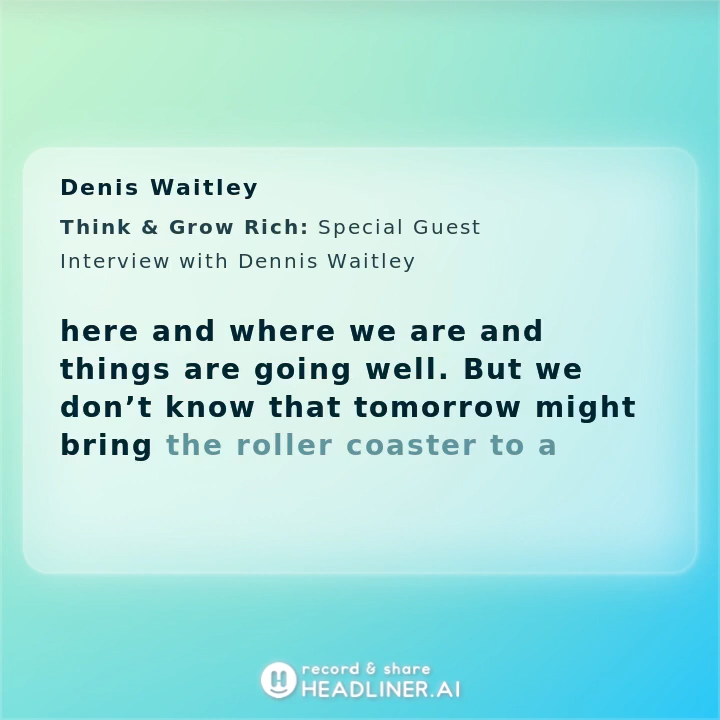 Denis Waitley
Think & Grow Rich: Special Guest
Interview with Dennis Waitley
here and where we are and
things are going well. But we
don’t know that tomorrow might
bring the roller coaster to a
record & share
HEADLINER.AI